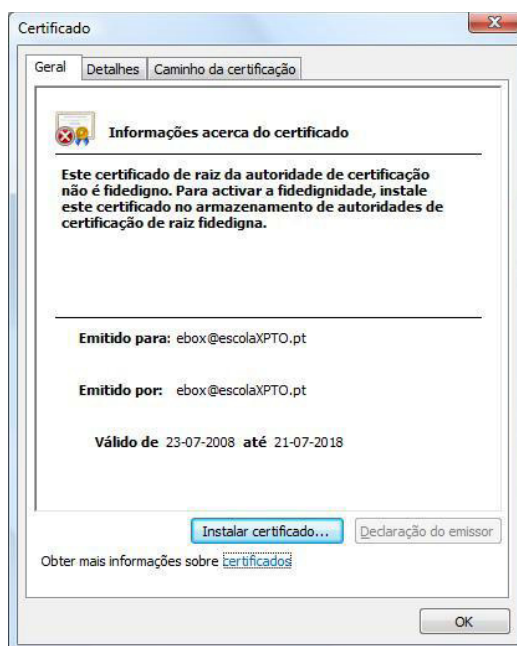 Certificado
Geral Detalhes Caminho da certificação
Informações acerca do certificado
Este certificado de raiz da autoridade de certificação
não é fidedigno. Para activar a fidedignidade, instale
este certificado no armazenamento de autoridades de
certificação de raiz fidedigna.
Emitido para: ebox@escolaXPTO.pt
Emitido por: ebox@escolaXPTO.pt
Válido de 23-07-2008 até 21-07-2018
Instalar certificado... Declaração do emissor
Obter mais informações sobre certificados
OK